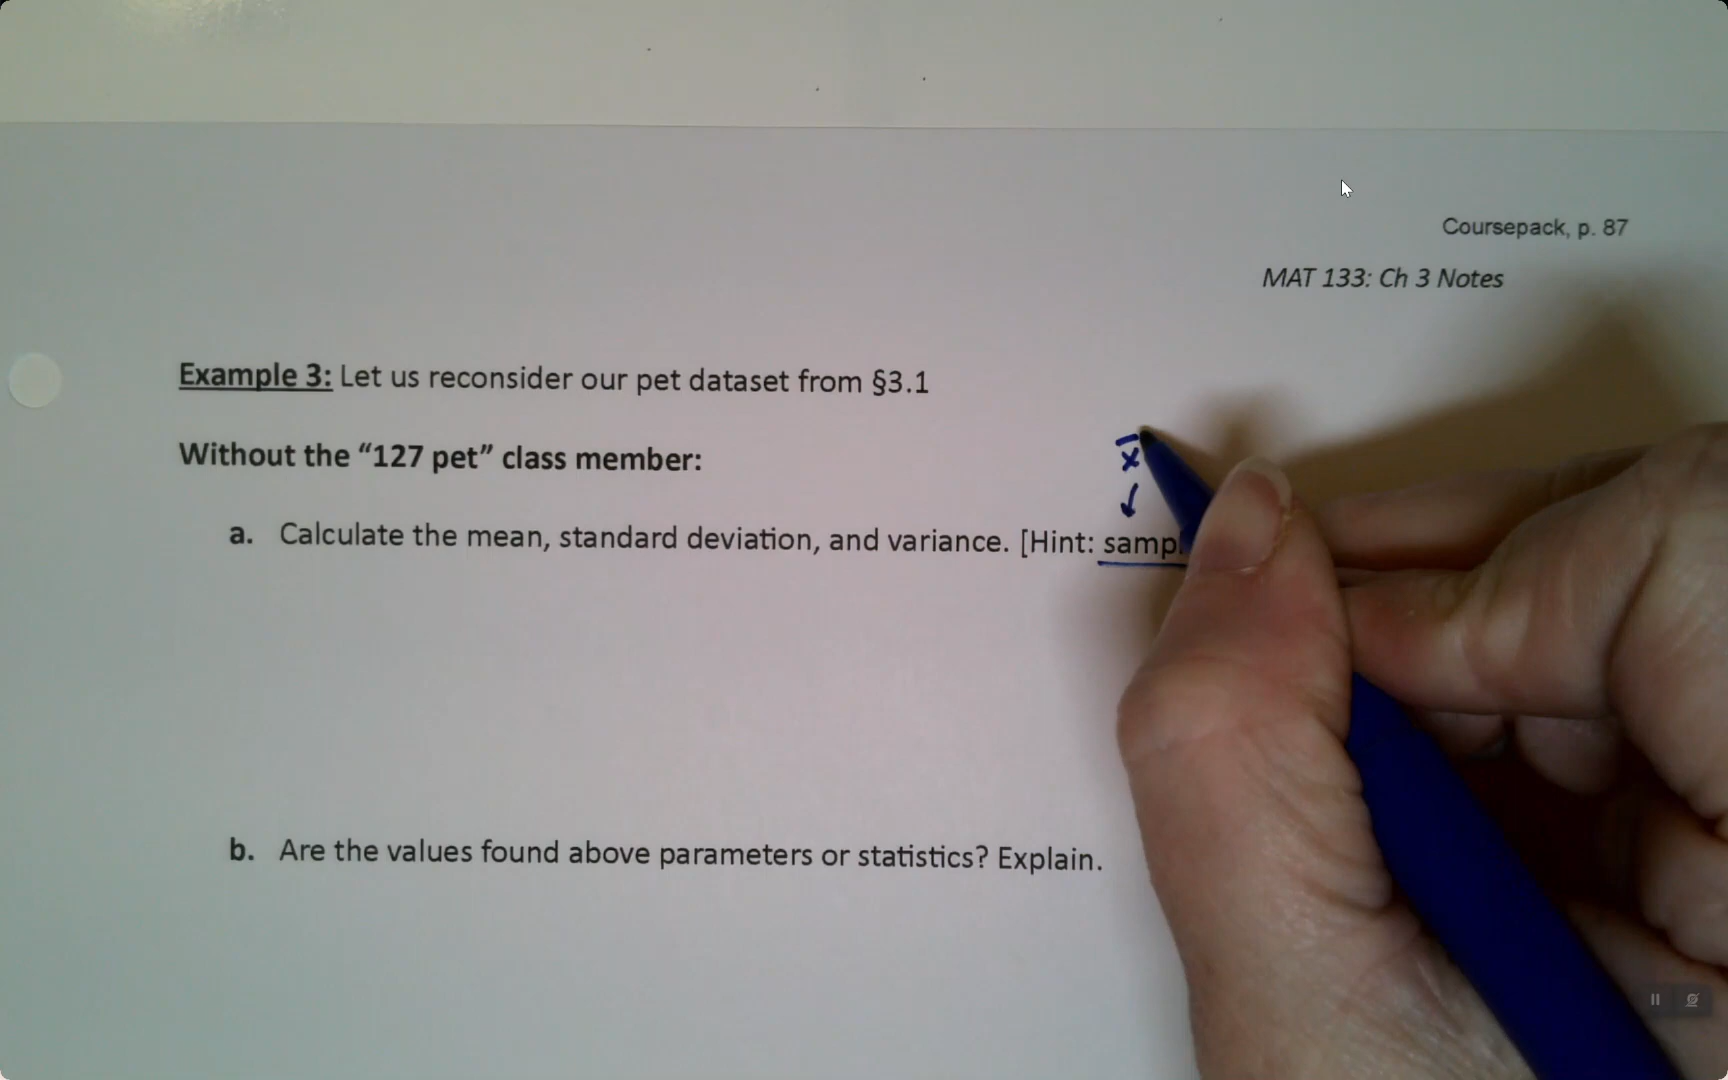 Coursepack, p. 87
MAT 133: Ch 3 Notes
Example 3: Let us reconsider our pet dataset from §3.1
Without the “127 pet” class member:
x̄
↓
a. Calculate the mean, standard deviation, and variance. [Hint:
b. Are the values found above parameters or statistics? Explain.